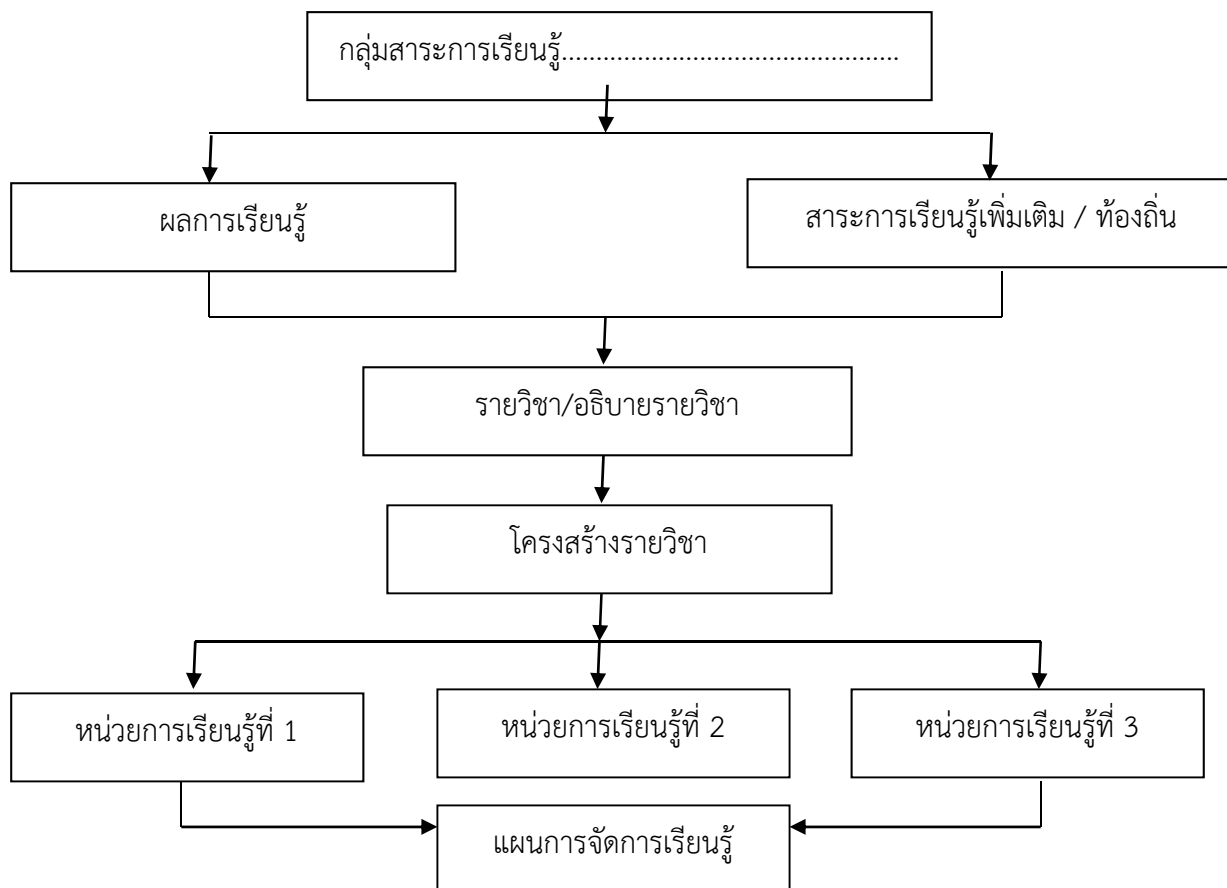 กลุ่มสาระการเรียนรู้.................................................
ผลการเรียนรู้
สาระการเรียนรู้เพิ่มเติม / ท้องถิ่น
รายวิชา/อธิบายรายวิชา
โครงสร้างรายวิชา
หน่วยการเรียนรู้ที่ 1
หน่วยการเรียนรู้ที่ 2
หน่วยการเรียนรู้ที่ 3
แผนการจัดการเรียนรู้